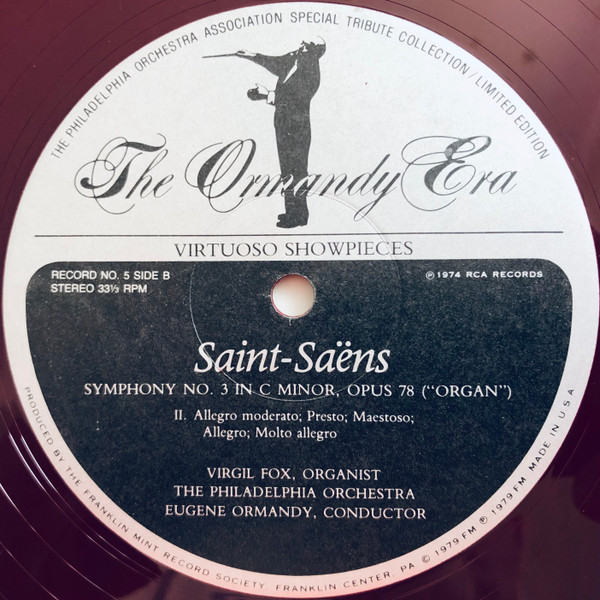 THE PHILADELPHIA ORCHESTRA ASSOCIATION SPECIAL TRIBUTE COLLECTION/LIMITED EDITION
The Ormandy Era
VIRTUOSO SHOWPIECES
RECORD NO. 5 SIDE B
STEREO 33⅓ RPM
℗ 1974 RCA RECORDS
Saint-Saëns
SYMPHONY NO. 3 IN C MINOR, OPUS 78 (“ORGAN”)
II. Allegro moderato; Presto; Maestoso;
Allegro; Molto allegro
VIRGIL FOX, ORGANIST
THE PHILADELPHIA ORCHESTRA
EUGENE ORMANDY, CONDUCTOR
PRODUCED BY THE FRANKLIN MINT RECORD SOCIETY, FRANKLIN CENTER, PA © 1979 FM ℗ 1979 FM MADE IN U.S.A.